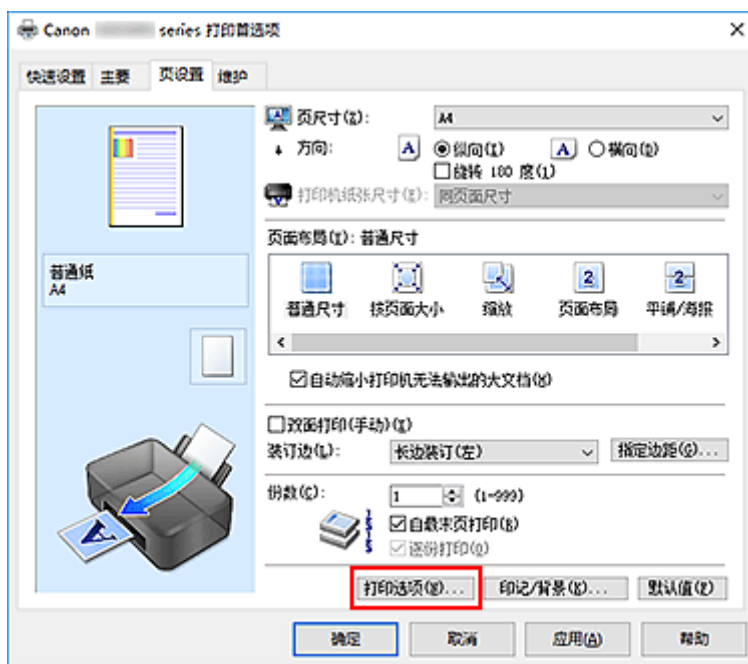 Canon series 打印首选项
快速设置 主要 页设置 维护
页尺寸(Z): A4
方向: A 纵向(I) A 横向(O)
旋转 180 度(1)
打印机纸张尺寸(E): 同页面尺寸
页面布局(T): 普通尺寸
普通尺寸 按页面大小 缩放 页面布局 平铺/海报
普通纸
A4
自动缩小打印机无法输出的大文档(W)
双面打印(手动)(X)
装订边(L): 长边装订(左) 指定边距(G)...
份数(C): 1 (1-999)
自最末页打印(R)
逐份打印(O)
打印选项(N)... 印记/背景(K)... 默认值(F)
确定 取消 应用(A) 帮助